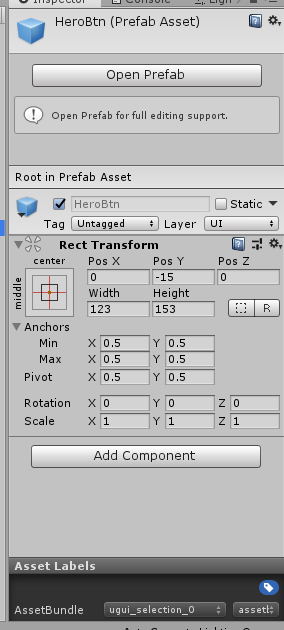 Inspector
Console
HeroBtn (Prefab Asset)
Open Prefab
Open Prefab for full editing support.
Root in Prefab Asset
HeroBtn Static
Tag Untagged Layer UI
Rect Transform
center Pos X Pos Y Pos Z
middle
0 -15 0
Width Height
123 153
R
Anchors
Min X 0.5 Y 0.5
Max X 0.5 Y 0.5
Pivot X 0.5 Y 0.5
Rotation X 0 Y 0 Z 0
Scale X 1 Y 1 Z 1
Add Component
Asset Labels
AssetBundle ugui_selection_0